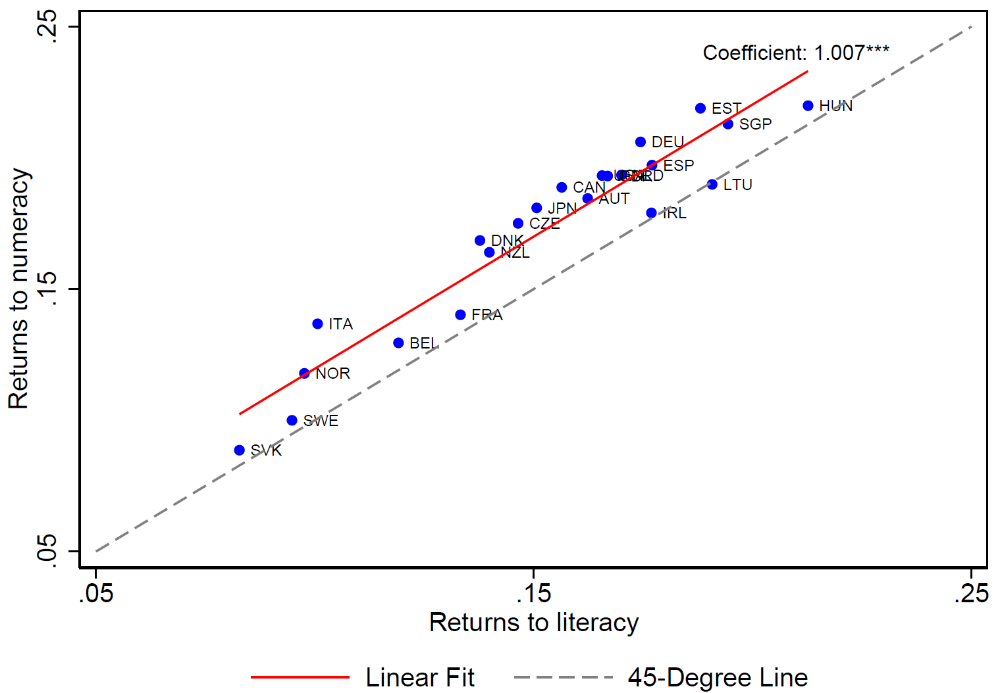 .25
Coefficient: 1.007***
EST
HUN
SGP
DEU
ESP
CAN
LTU
AUT
JPN
IRL
CZE
DNK
NZL
.15
ITA
FRA
BEL
NOR
SWE
SVK
.05
Returns to numeracy
.05
.15
.25
Returns to literacy
Linear Fit
45-Degree Line